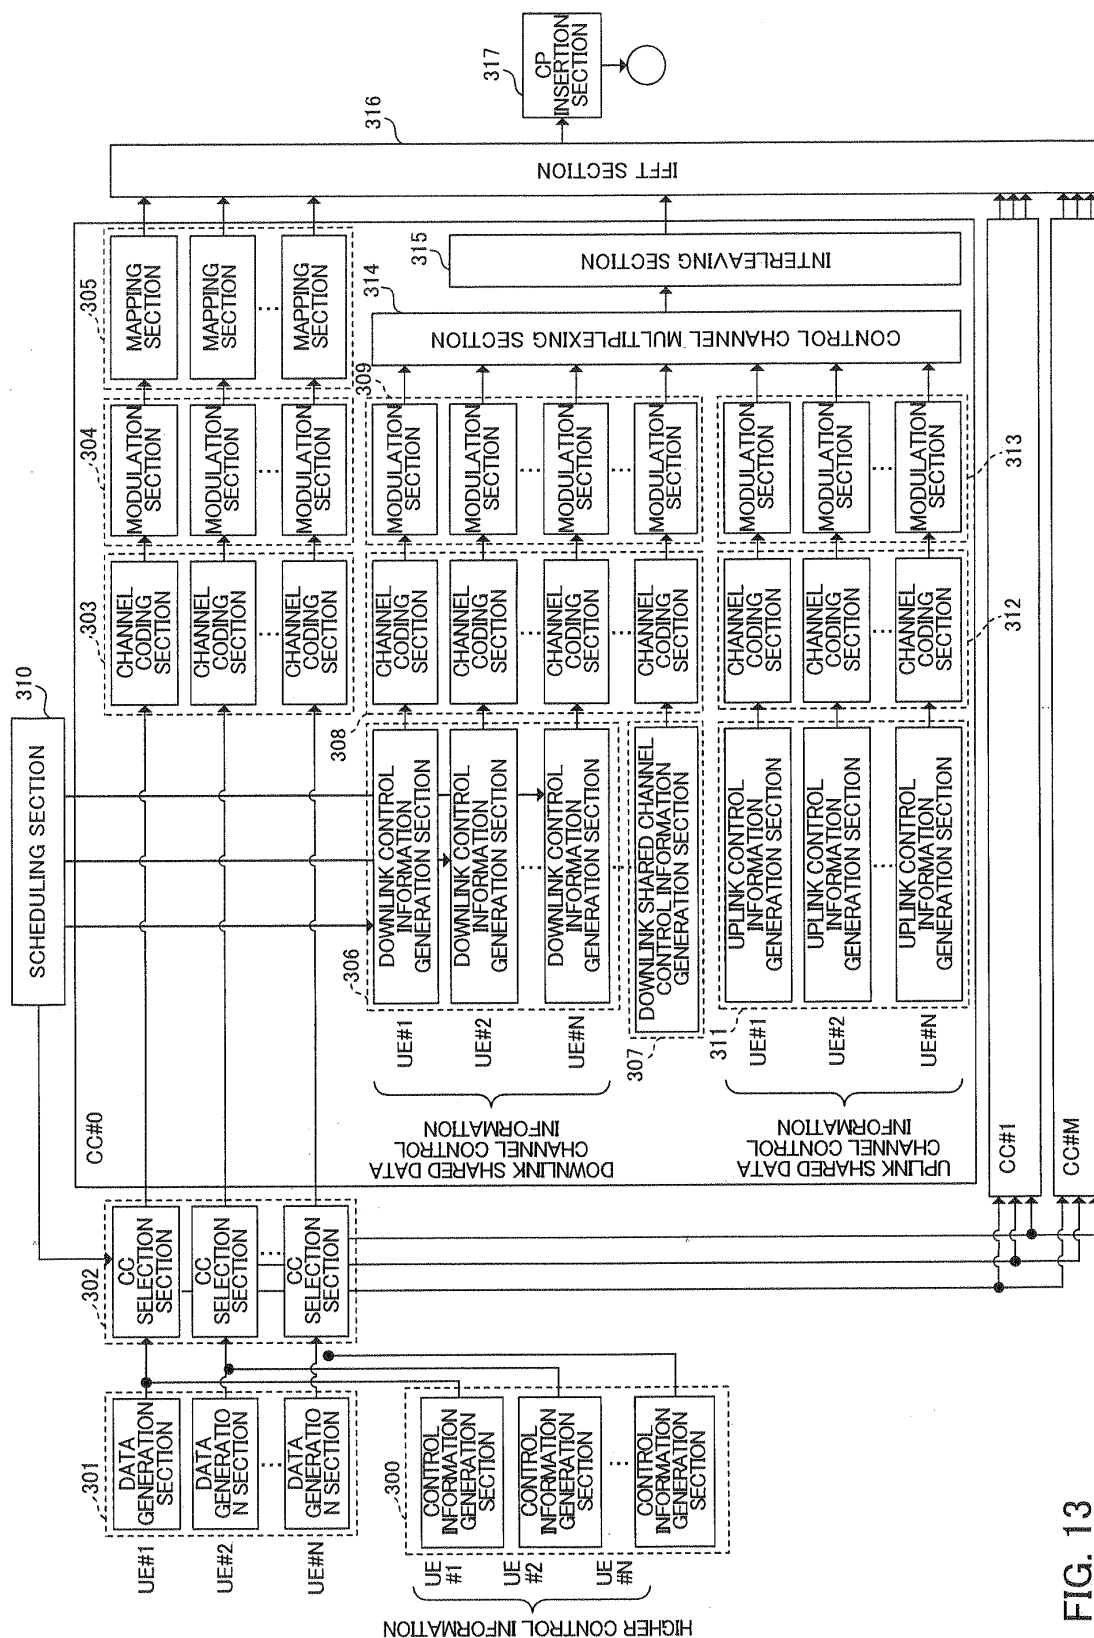 SCHEDULING SECTION
310
CC#0
CC#1
CC#M
301
UE#1
DATA
GENERATION
SECTION
UE#2
DATA
GENERATIO
N SECTION
UE#N
DATA
GENERATIO
N SECTION
HIGHER CONTROL INFORMATION
300
UE
#1
CONTROL
INFORMATION
GENERATION
SECTION
UE
#2
CONTROL
INFORMATION
GENERATION
SECTION
UE
#N
CONTROL
INFORMATION
GENERATION
SECTION
302
CC
SELECTION
SECTION
CC
SELECTION
SECTION
CC
SELECTION
SECTION
303
CHANNEL
CODING
SECTION
CHANNEL
CODING
SECTION
CHANNEL
CODING
SECTION
304
MODULATION
SECTION
MODULATION
SECTION
MODULATION
SECTION
305
MAPPING
SECTION
MAPPING
SECTION
MAPPING
SECTION
DOWNLINK SHARED DATA
CHANNEL CONTROL
INFORMATION
306
UE#1
DOWNLINK CONTROL
INFORMATION
GENERATION SECTION
UE#2
DOWNLINK CONTROL
INFORMATION
GENERATION SECTION
UE#N
DOWNLINK CONTROL
INFORMATION
GENERATION SECTION
307
DOWNLINK SHARED CHANNEL
CONTROL INFORMATION
GENERATION SECTION
308
CHANNEL
CODING
SECTION
CHANNEL
CODING
SECTION
CHANNEL
CODING
SECTION
CHANNEL
CODING
SECTION
309
MODULATION
SECTION
MODULATION
SECTION
MODULATION
SECTION
MODULATION
SECTION
UPLINK SHARED DATA
CHANNEL CONTROL
INFORMATION
311
UE#1
UPLINK CONTROL
INFORMATION
GENERATION SECTION
UE#2
UPLINK CONTROL
INFORMATION
GENERATION SECTION
UE#N
UPLINK CONTROL
INFORMATION
GENERATION SECTION
312
CHANNEL
CODING
SECTION
CHANNEL
CODING
SECTION
CHANNEL
CODING
SECTION
313
MODULATION
SECTION
MODULATION
SECTION
MODULATION
SECTION
314
CONTROL CHANNEL MULTIPLEXING SECTION
315
INTERLEAVING SECTION
316
IFFT SECTION
317
CP
INSERTION
SECTION
FIG. 13